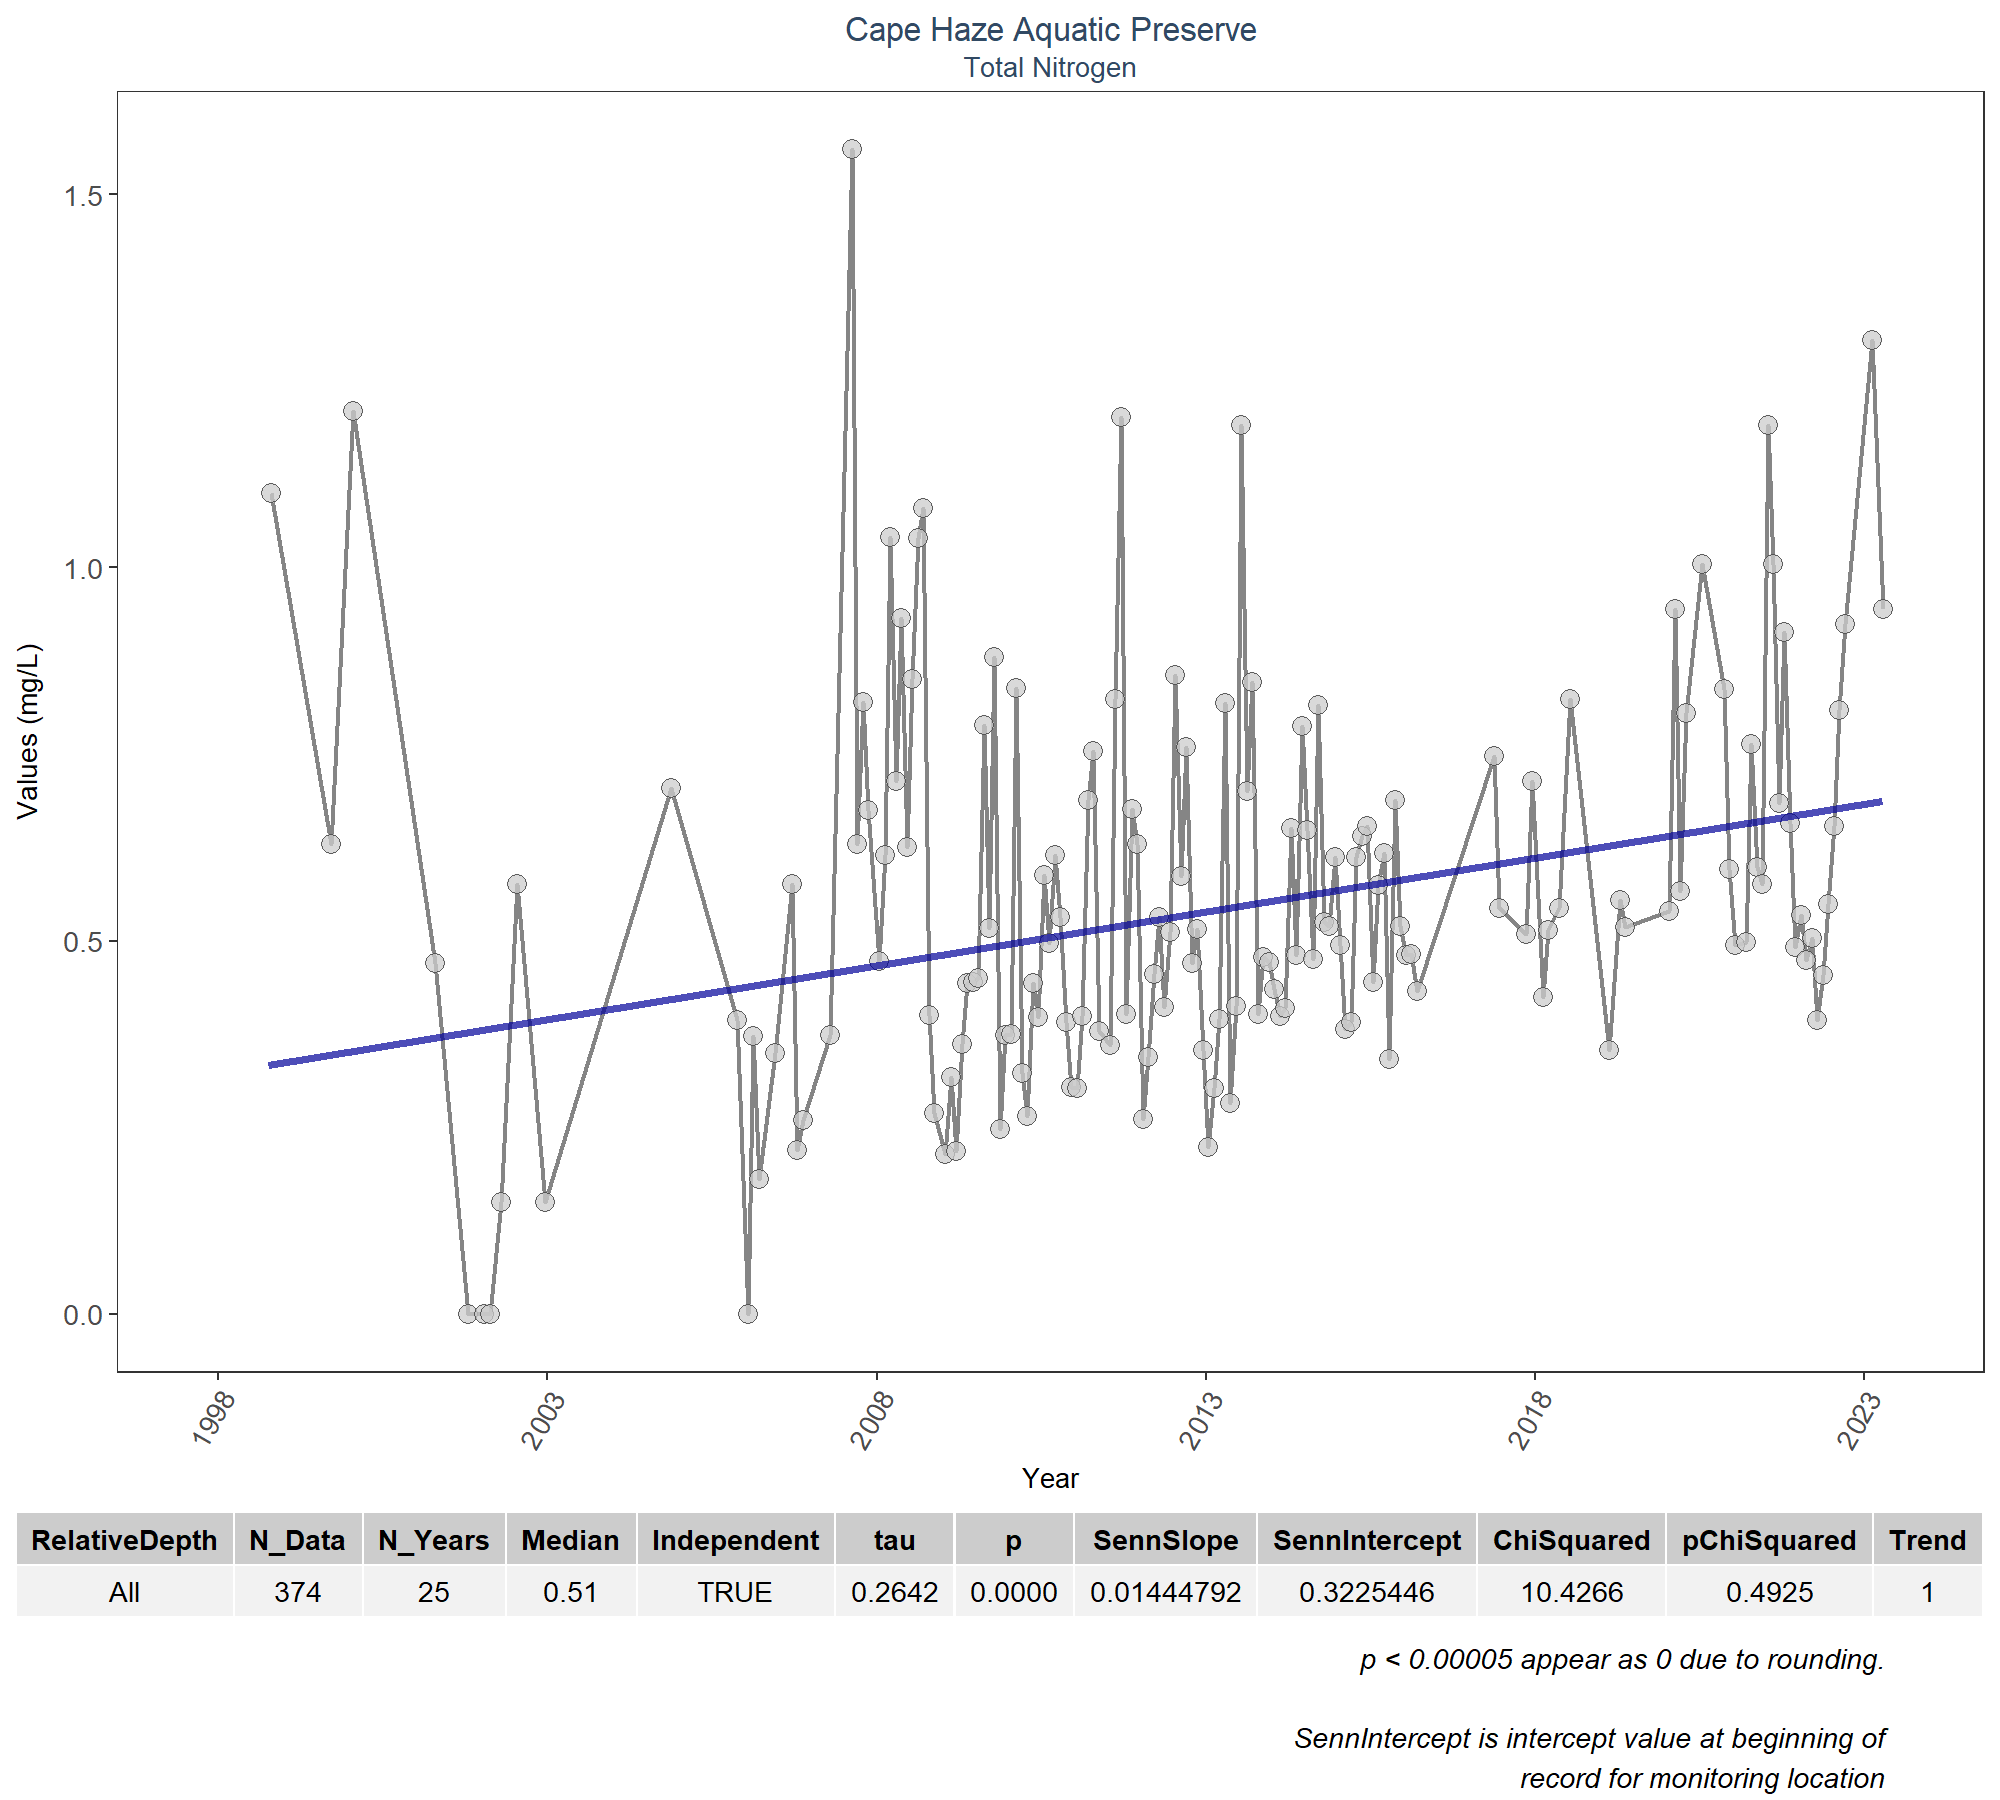 Cape Haze Aquatic Preserve
Total Nitrogen
Values (mg/L)
1.5
1.0
0.5
0.0
1998 2003 2008 2013 2018 2023
Year
RelativeDepth N_Data N_Years Median Independent tau p SennSlope SennIntercept ChiSquared pChiSquared Trend
All 374 25 0.51 TRUE 0.2642 0.0000 0.01444792 0.3225446 10.4266 0.4925 1
p < 0.00005 appear as 0 due to rounding.
SennIntercept is intercept value at beginning of
record for monitoring location